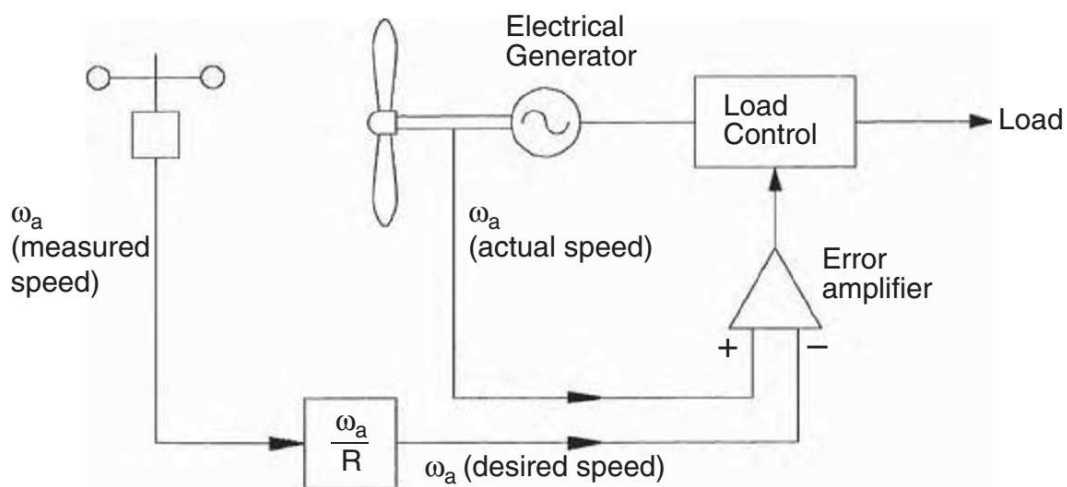 Electrical
Generator
Load
Control
Load
ωₐ
(measured
speed)
ωₐ
(actual speed)
Error
amplifier
+
−
ωₐ
R
ωₐ (desired speed)